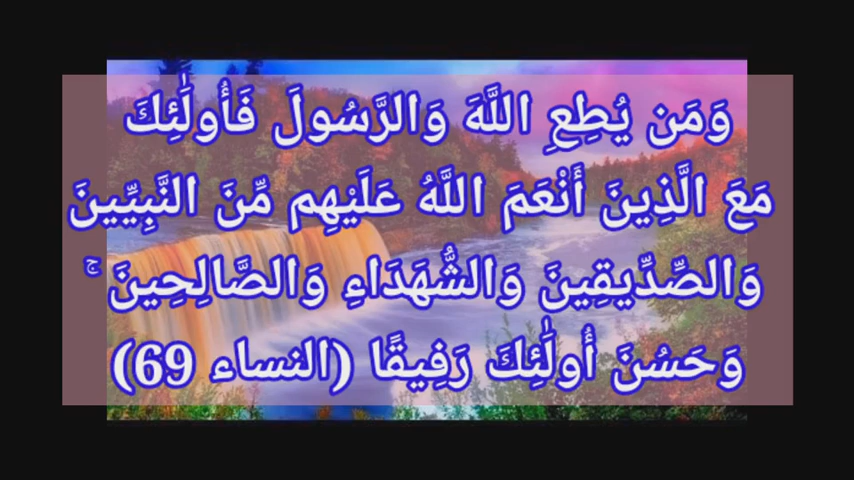 وَمَن يُطِعِ اللَّهَ وَالرَّسُولَ فَأُولَٰئِكَ
مَعَ الَّذِينَ أَنْعَمَ اللَّهُ عَلَيْهِم مِّنَ النَّبِيِّينَ
وَالصِّدِّيقِينَ وَالشُّهَدَاءِ وَالصَّالِحِينَ ۚ
وَحَسُنَ أُولَٰئِكَ رَفِيقًا (النساء 69)